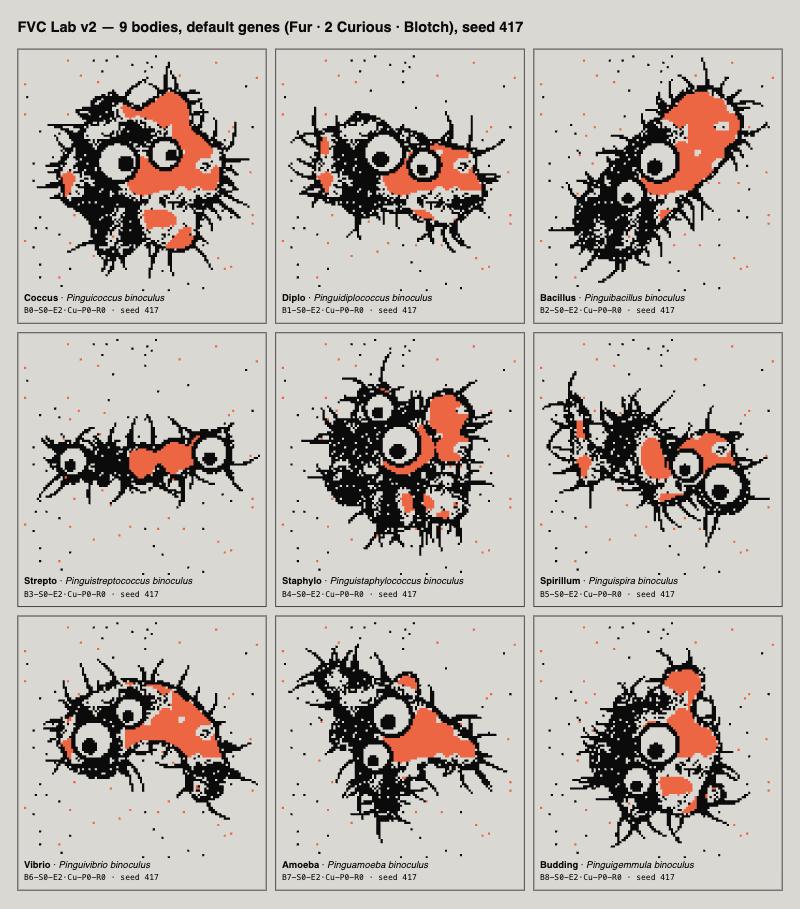 FVC Lab v2 — 9 bodies, default genes (Fur · 2 Curious · Blotch), seed 417
Coccus · Pinguicoccus binoculus
B0-S0-E2·Cu-P0-R0 · seed 417
Diplo · Pinguidiplococcus binoculus
B1-S0-E2·Cu-P0-R0 · seed 417
Bacillus · Pinguibacillus binoculus
B2-S0-E2·Cu-P0-R0 · seed 417
Strepto · Pinguistreptococcus binoculus
B3-S0-E2·Cu-P0-R0 · seed 417
Staphylo · Pinguistaphylococcus binoculus
B4-S0-E2·Cu-P0-R0 · seed 417
Spirillum · Pinguispira binoculus
B5-S0-E2·Cu-P0-R0 · seed 417
Vibrio · Pinguivibrio binoculus
B6-S0-E2·Cu-P0-R0 · seed 417
Amoeba · Pinguamoeba binoculus
B7-S0-E2·Cu-P0-R0 · seed 417
Budding · Pinguigemmula binoculus
B8-S0-E2·Cu-P0-R0 · seed 417